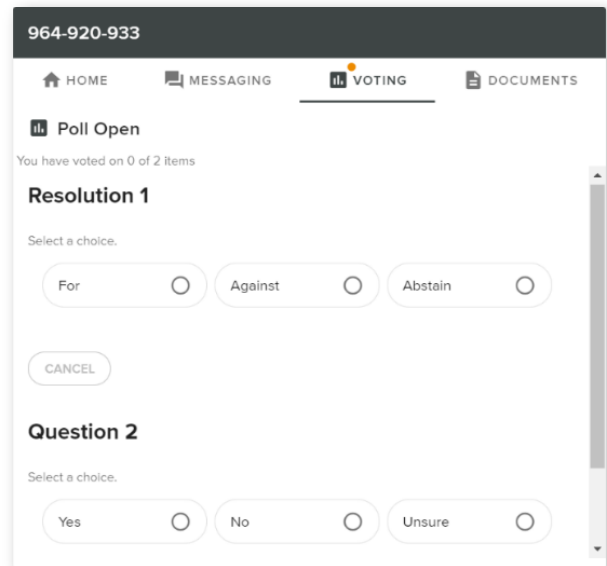 964-920-933
HOME MESSAGING VOTING DOCUMENTS
Poll Open
You have voted on 0 of 2 items
Resolution 1
Select a choice.
For Against Abstain
CANCEL
Question 2
Select a choice.
Yes No Unsure